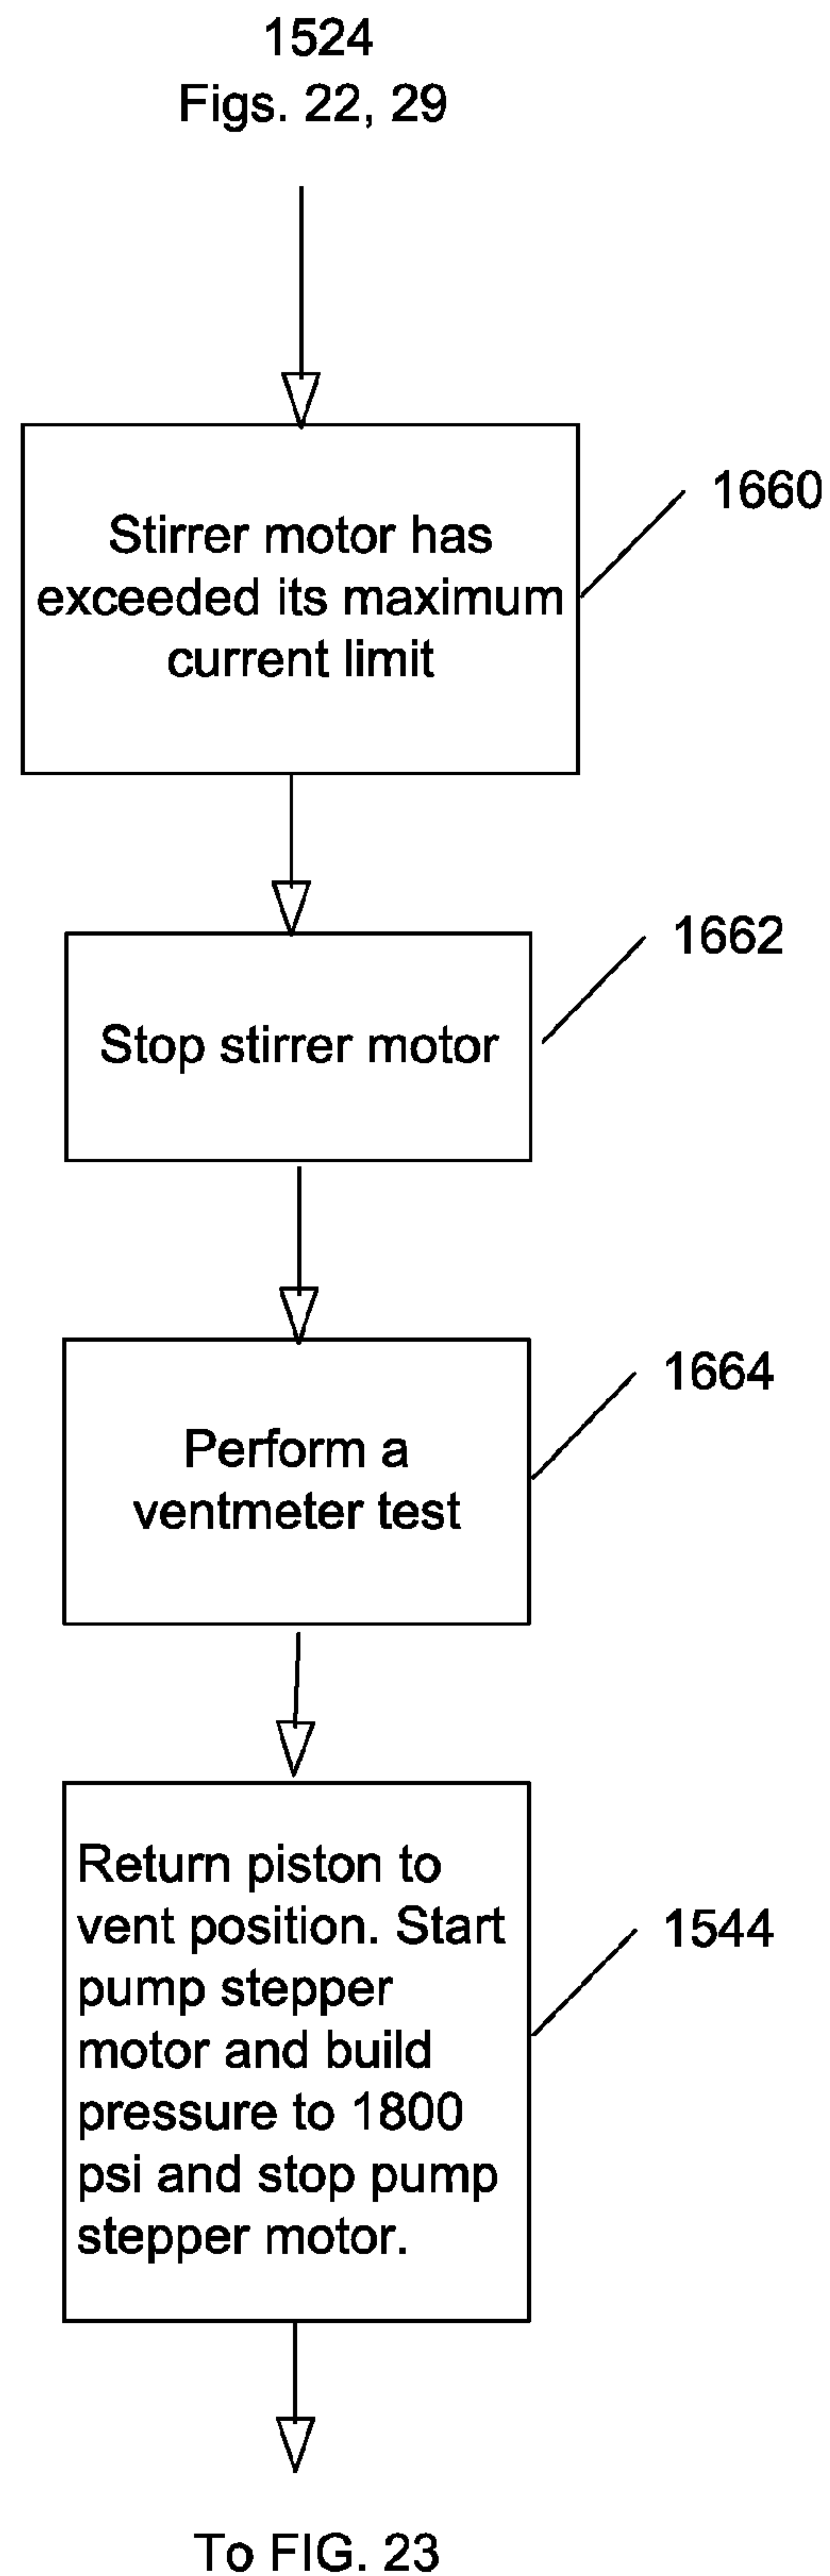 1524
Figs. 22, 29
Stirrer motor has
exceeded its maximum
current limit
1660
Stop stirrer motor
1662
Perform a
ventmeter test
1664
Return piston to
vent position. Start
pump stepper
motor and build
pressure to 1800
psi and stop pump
stepper motor.
1544
To FIG. 23